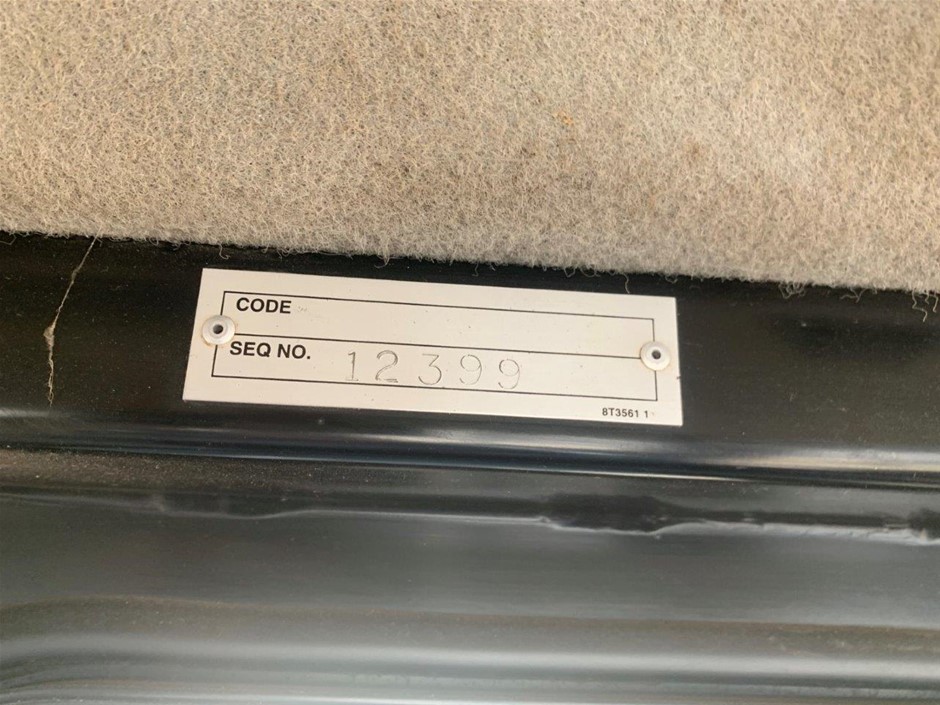 CODE
SEQ NO. 12399
8T3561 1